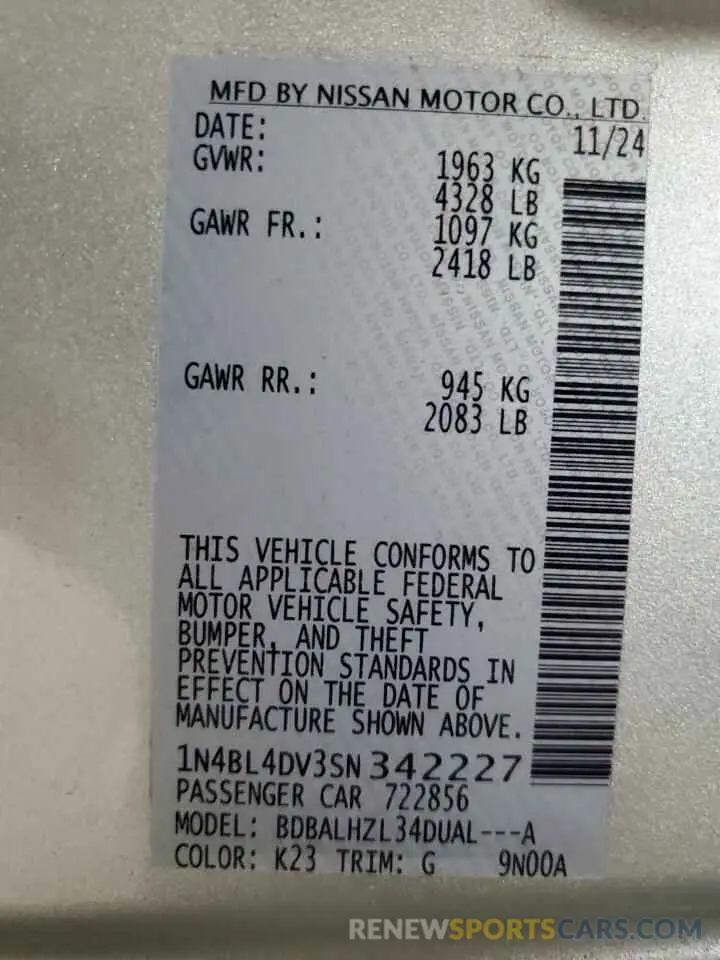 MFD BY NISSAN MOTOR CO., LTD.
DATE: 11/24
GVWR: 1963 KG
4328 LB
GAWR FR.: 1097 KG
2418 LB
GAWR RR.: 945 KG
2083 LB
THIS VEHICLE CONFORMS TO
ALL APPLICABLE FEDERAL
MOTOR VEHICLE SAFETY,
BUMPER, AND THEFT
PREVENTION STANDARDS IN
EFFECT ON THE DATE OF
MANUFACTURE SHOWN ABOVE.
1N4BL4DV3SN342227
PASSENGER CAR 722856
MODEL: BDBALHZL34DUAL---A
COLOR: K23 TRIM: G 9N00A
RENEWSPORTSCARS.COM